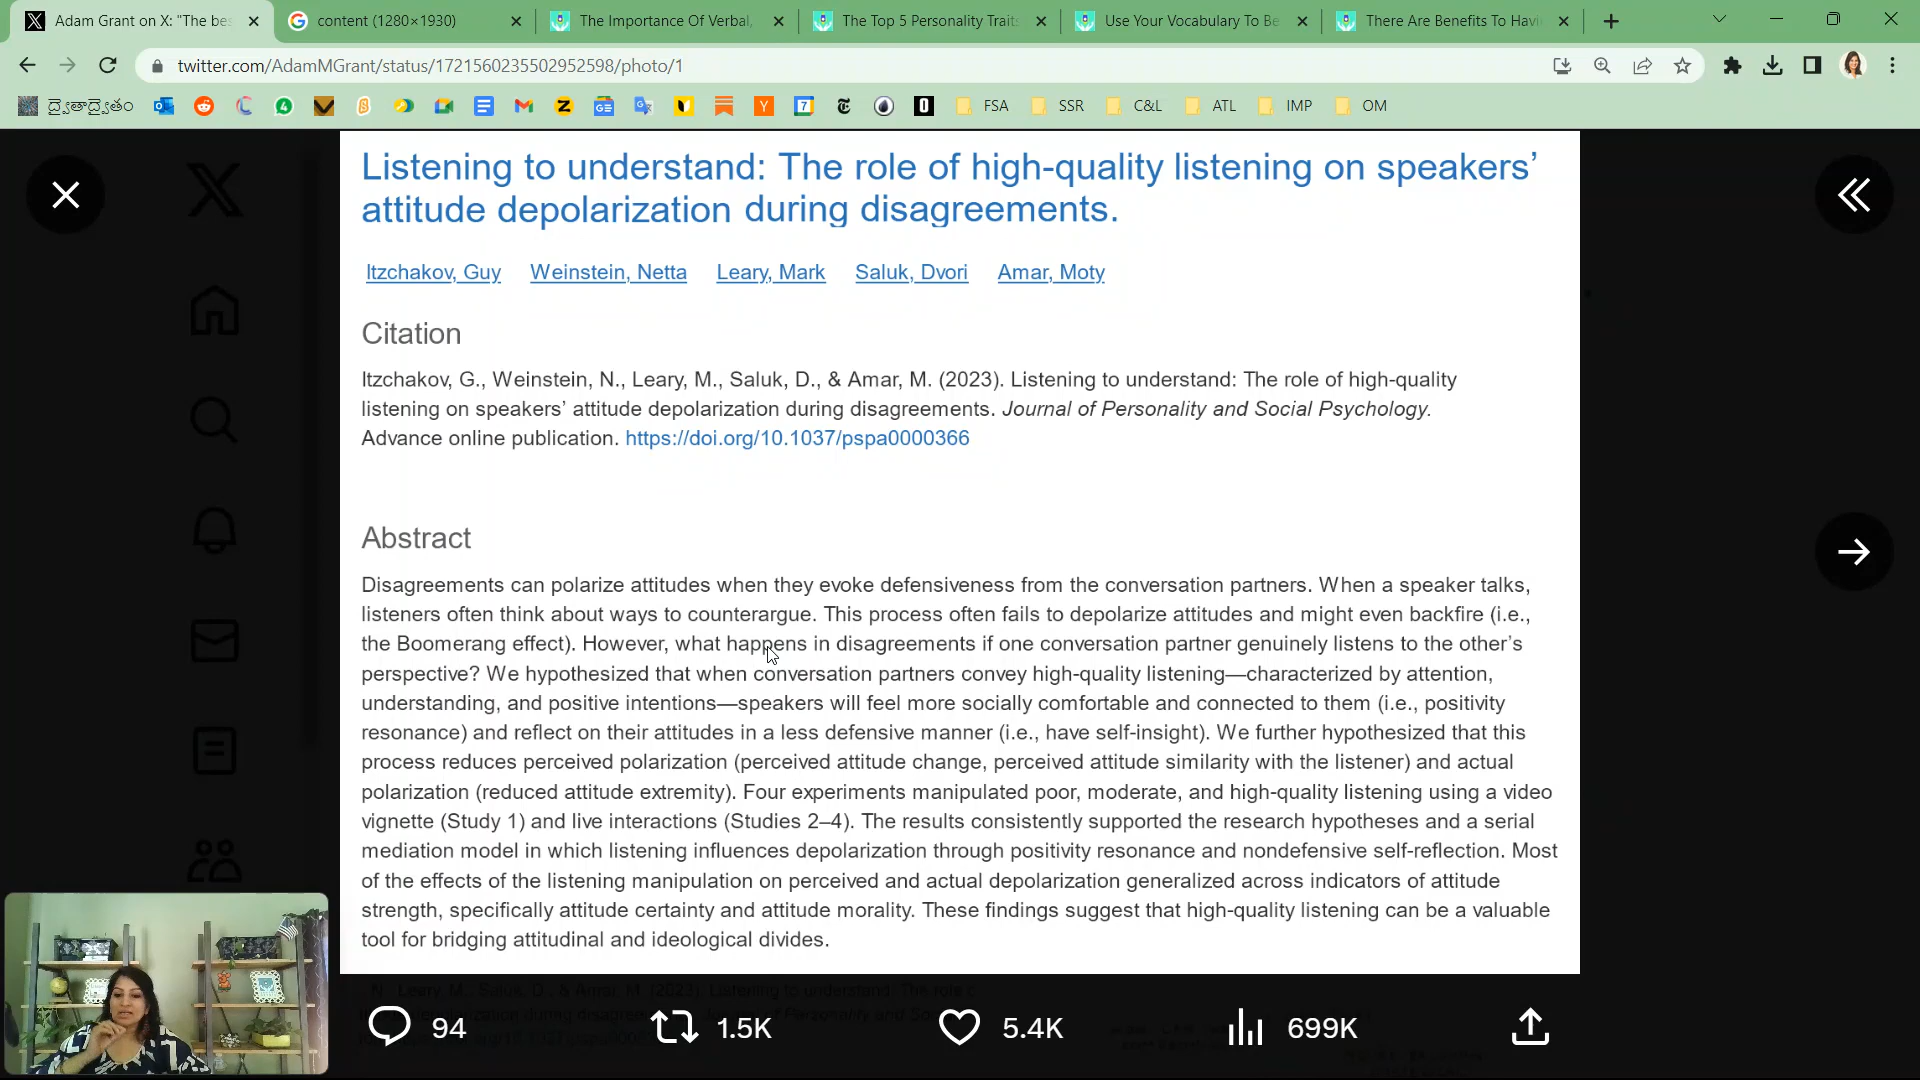 Adam Grant on X: "The be
content (1280×1930)
The Importance Of Verbal,
The Top 5 Personality Traits
Use Your Vocabulary To Be
There Are Benefits To Havi
twitter.com/AdamMGrant/status/1721560235502952598/photo/1
ద్వైతాద్వైతం
FSA
SSR
C&L
ATL
IMP
OM
Listening to understand: The role of high-quality listening on speakers’
attitude depolarization during disagreements.
Itzchakov, Guy Weinstein, Netta Leary, Mark Saluk, Dvori Amar, Moty
Citation
Itzchakov, G., Weinstein, N., Leary, M., Saluk, D., & Amar, M. (2023). Listening to understand: The role of high-quality
listening on speakers’ attitude depolarization during disagreements. Journal of Personality and Social Psychology.
Advance online publication. https://doi.org/10.1037/pspa0000366
Abstract
Disagreements can polarize attitudes when they evoke defensiveness from the conversation partners. When a speaker talks,
listeners often think about ways to counterargue. This process often fails to depolarize attitudes and might even backfire (i.e.,
the Boomerang effect). However, what happens in disagreements if one conversation partner genuinely listens to the other’s
perspective? We hypothesized that when conversation partners convey high-quality listening—characterized by attention,
understanding, and positive intentions—speakers will feel more socially comfortable and connected to them (i.e., positivity
resonance) and reflect on their attitudes in a less defensive manner (i.e., have self-insight). We further hypothesized that this
process reduces perceived polarization (perceived attitude change, perceived attitude similarity with the listener) and actual
polarization (reduced attitude extremity). Four experiments manipulated poor, moderate, and high-quality listening using a video
vignette (Study 1) and live interactions (Studies 2–4). The results consistently supported the research hypotheses and a serial
mediation model in which listening influences depolarization through positivity resonance and nondefensive self-reflection. Most
of the effects of the listening manipulation on perceived and actual depolarization generalized across indicators of attitude
strength, specifically attitude certainty and attitude morality. These findings suggest that high-quality listening can be a valuable
tool for bridging attitudinal and ideological divides.
94
1.5K
5.4K
699K